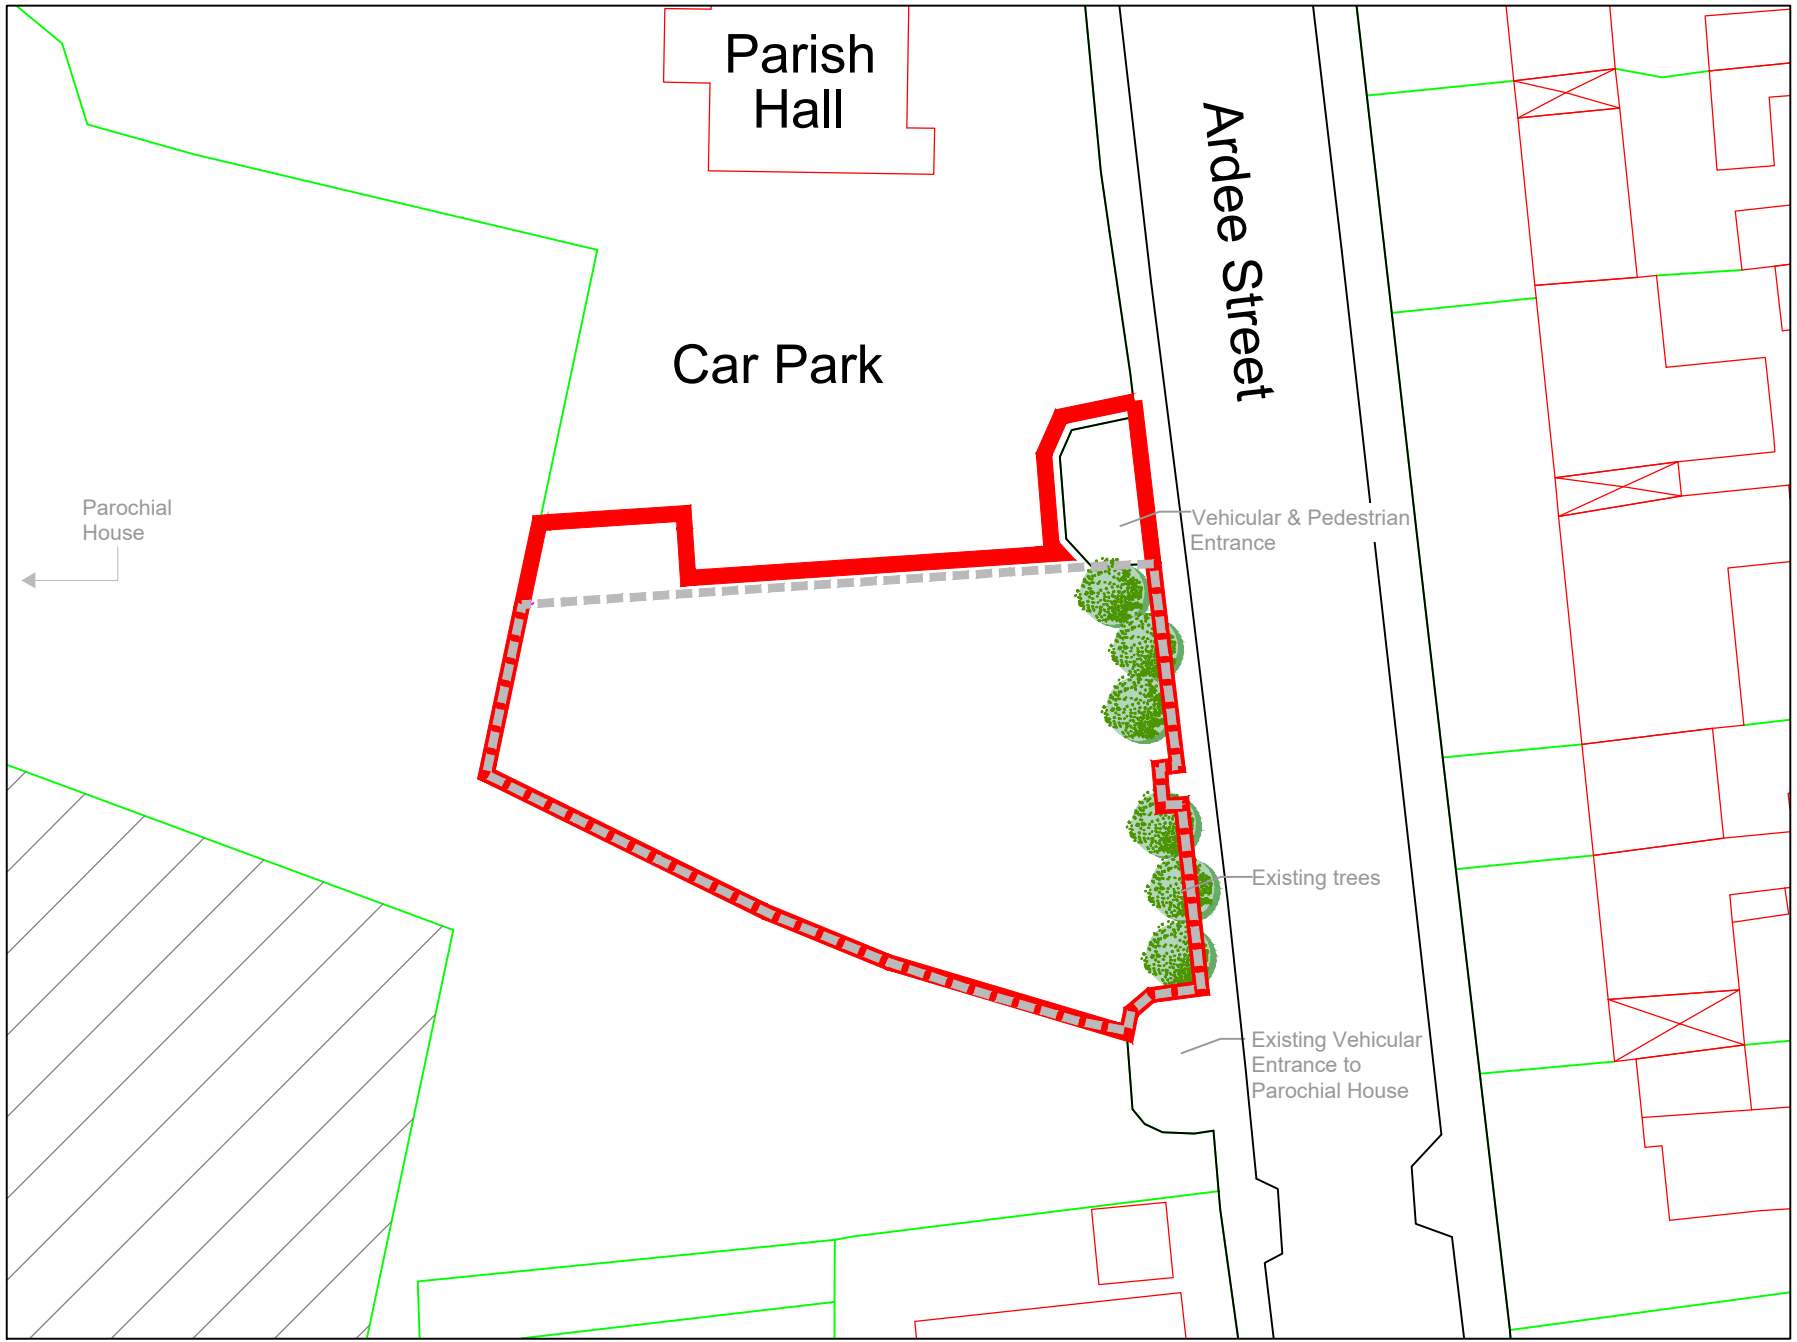 Parish
Hall
Ardee Street
Car Park
Parochial
House
Vehicular & Pedestrian
Entrance
Existing trees
Existing Vehicular
Entrance to
Parochial House